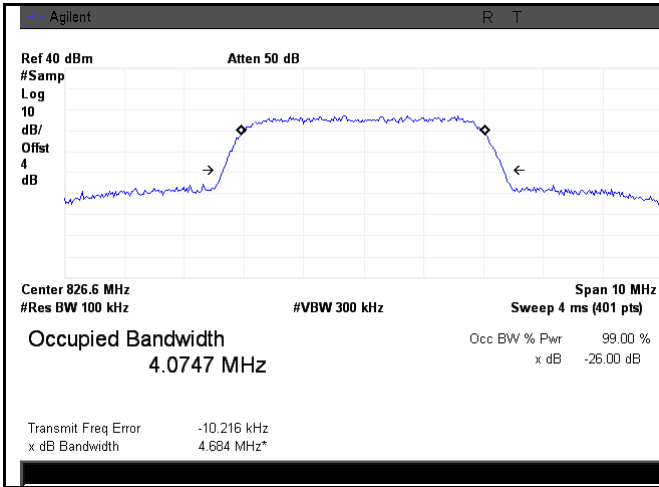 Agilent R T
Ref 40 dBm Atten 50 dB
#Samp
Log
10
dB/
Offst
4
dB
Center 826.6 MHz Span 10 MHz
#Res BW 100 kHz #VBW 300 kHz Sweep 4 ms (401 pts)
Occupied Bandwidth Occ BW % Pwr 99.00 %
4.0747 MHz x dB -26.00 dB
Transmit Freq Error -10.216 kHz
x dB Bandwidth 4.684 MHz*